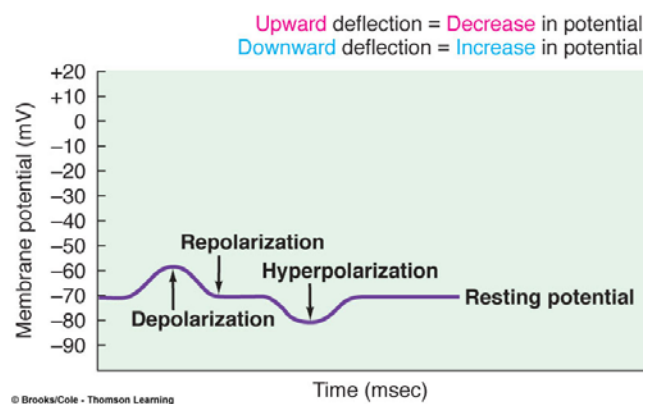 Upward deflection = Decrease in potential
Downward deflection = Increase in potential
Membrane potential (mV)
+20
+10
0
–10
–20
–30
–40
–50
–60
–70
–80
–90
Repolarization
Hyperpolarization
Depolarization
Resting potential
Time (msec)
© Brooks/Cole - Thomson Learning